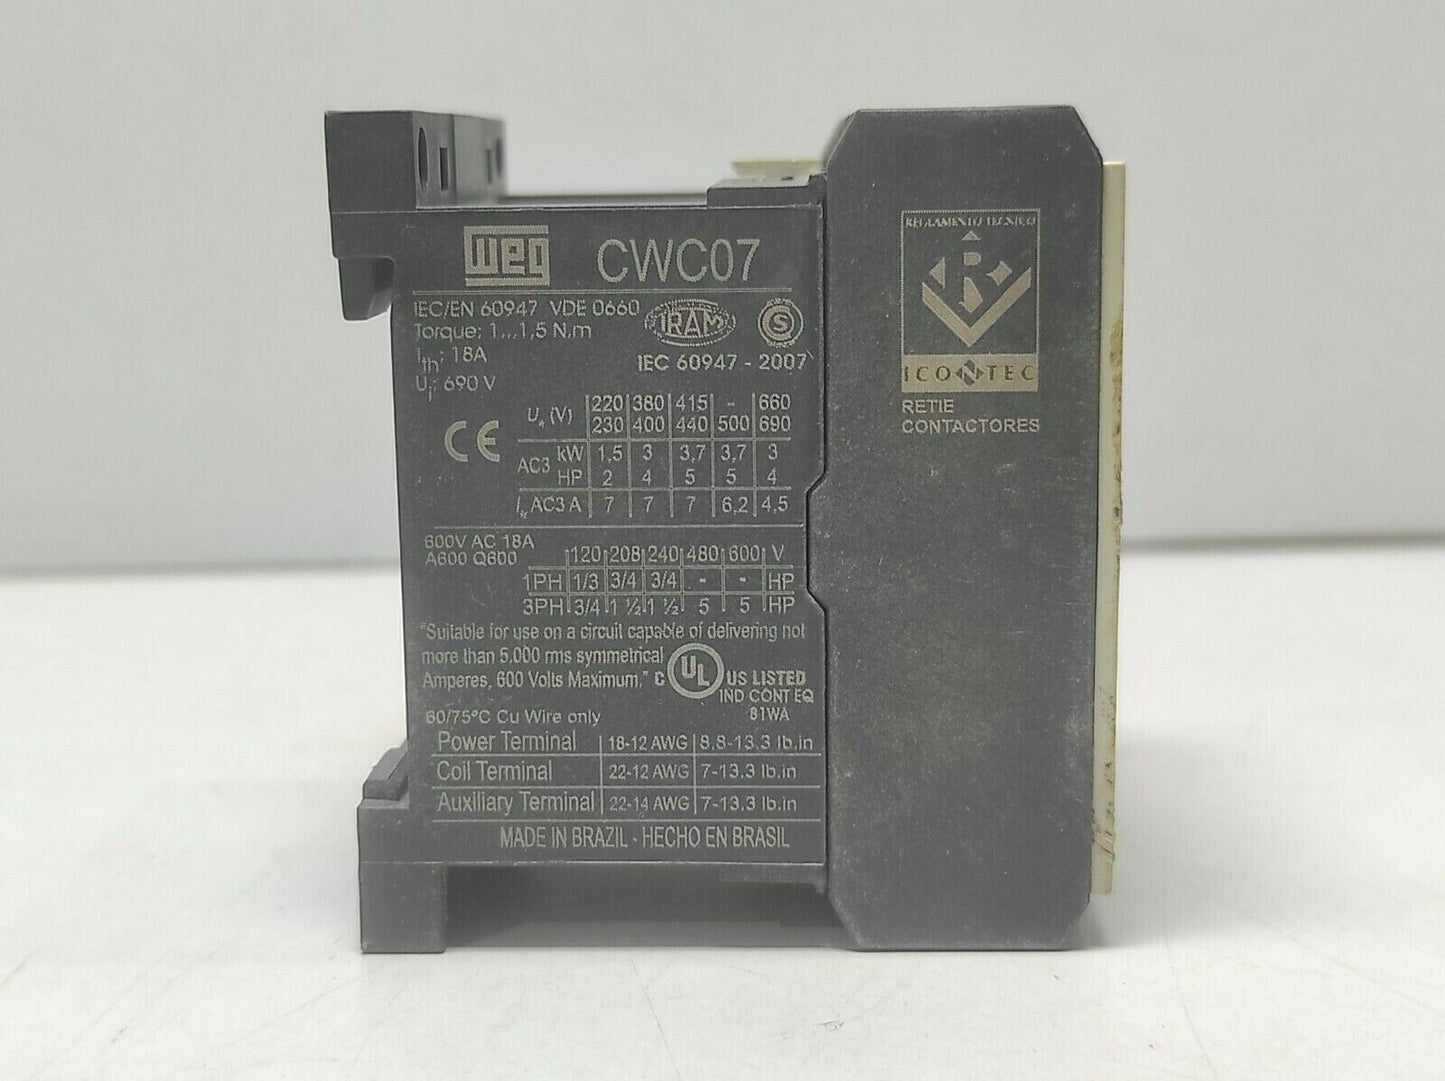 weg CWC07
IEC/EN 60947 VDE 0660
Torque: 1...1,5 N.m
Ith: 18A
Ui: 690 V
IRAM S
IEC 60947 - 2007
CE
Ue (V) 220 380 415 - 660
230 400 440 500 690
AC3 kW 1,5 3 3,7 3,7 3
HP 2 4 5 5 4
Ie AC3 A 7 7 7 6,2 4,5
600V AC 18A
A600 Q600
120 208 240 480 600 V
1PH 1/3 3/4 3/4 - - HP
3PH 3/4 1 ½ 1 ½ 5 5 HP
"Suitable for use on a circuit capable of delivering not
more than 5,000 rms symmetrical
Amperes, 600 Volts Maximum." C UL US LISTED
IND CONT EQ
81WA
60/75°C Cu Wire only
Power Terminal 18-12 AWG 8,8-13,3 lb.in
Coil Terminal 22-12 AWG 7-13,3 lb.in
Auxiliary Terminal 22-14 AWG 7-13,3 lb.in
MADE IN BRAZIL - HECHO EN BRASIL
REGLAMENTO TECNICO
R
ICONTEC
RETIE
CONTACTORES